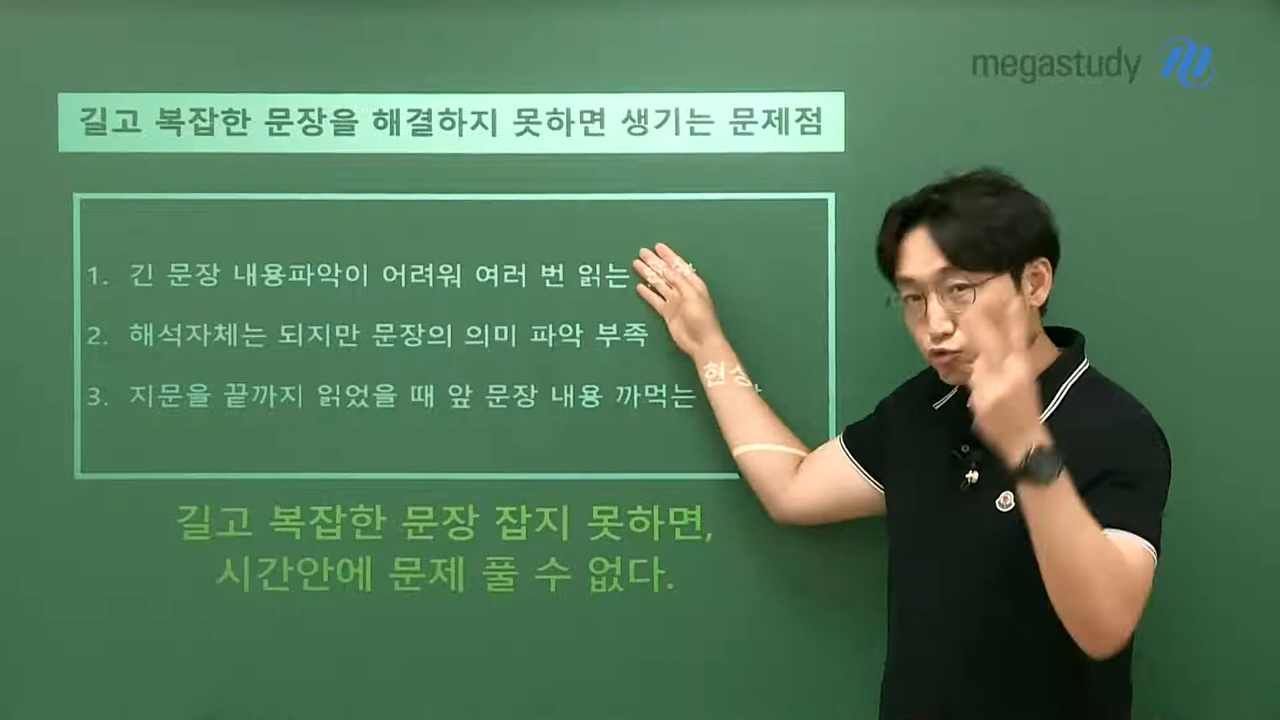 megastudy
길고 복잡한 문장을 해결하지 못하면 생기는 문제점
1. 긴 문장 내용파악이 어려워 여러 번 읽는
2. 해석자체는 되지만 문장의 의미 파악 부족
3. 지문을 끝까지 읽었을 때 앞 문장 내용 까먹는
길고 복잡한 문장 잡지 못하면,
시간안에 문제 풀 수 없다.